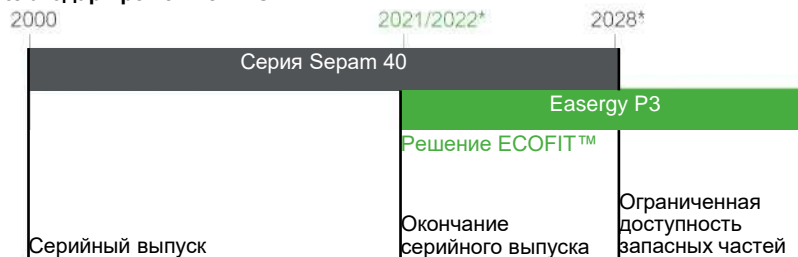 2000
2021/2022*
2028*
Серия Sepam 40
Easergy P3
Решение ECOFIT™
Серийный выпуск
Окончание
серийного выпуска
Ограниченная
доступность
запасных частей